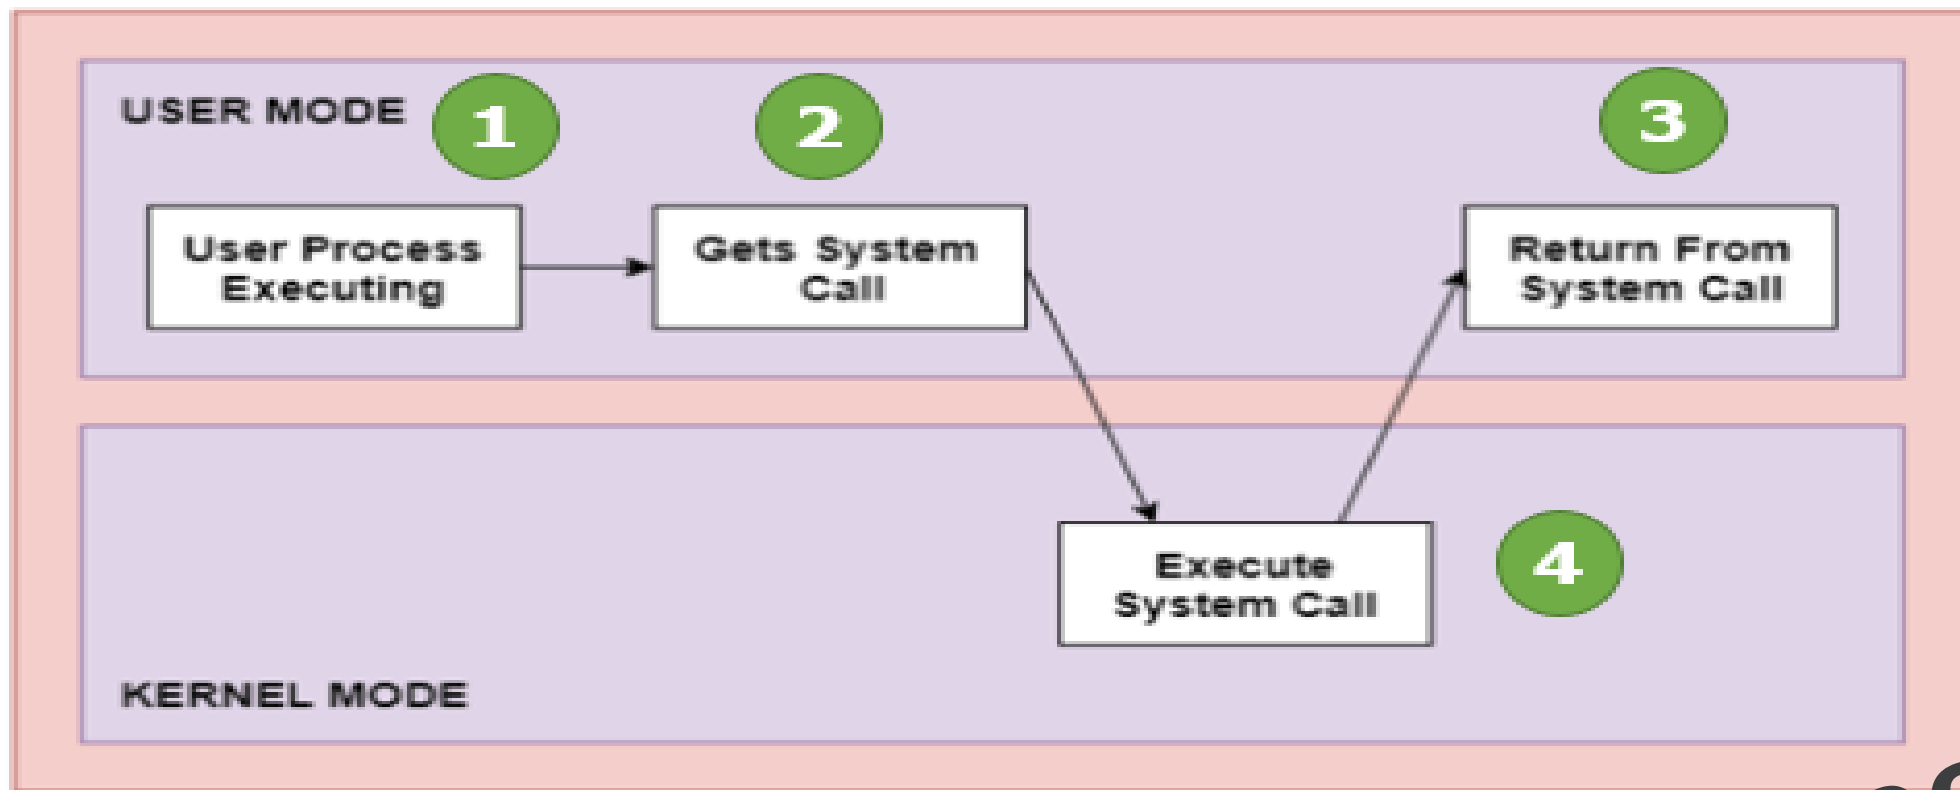 USER MODE
1
2
3
User Process
Executing
Gets System
Call
Return From
System Call
Execute
System Call
4
KERNEL MODE